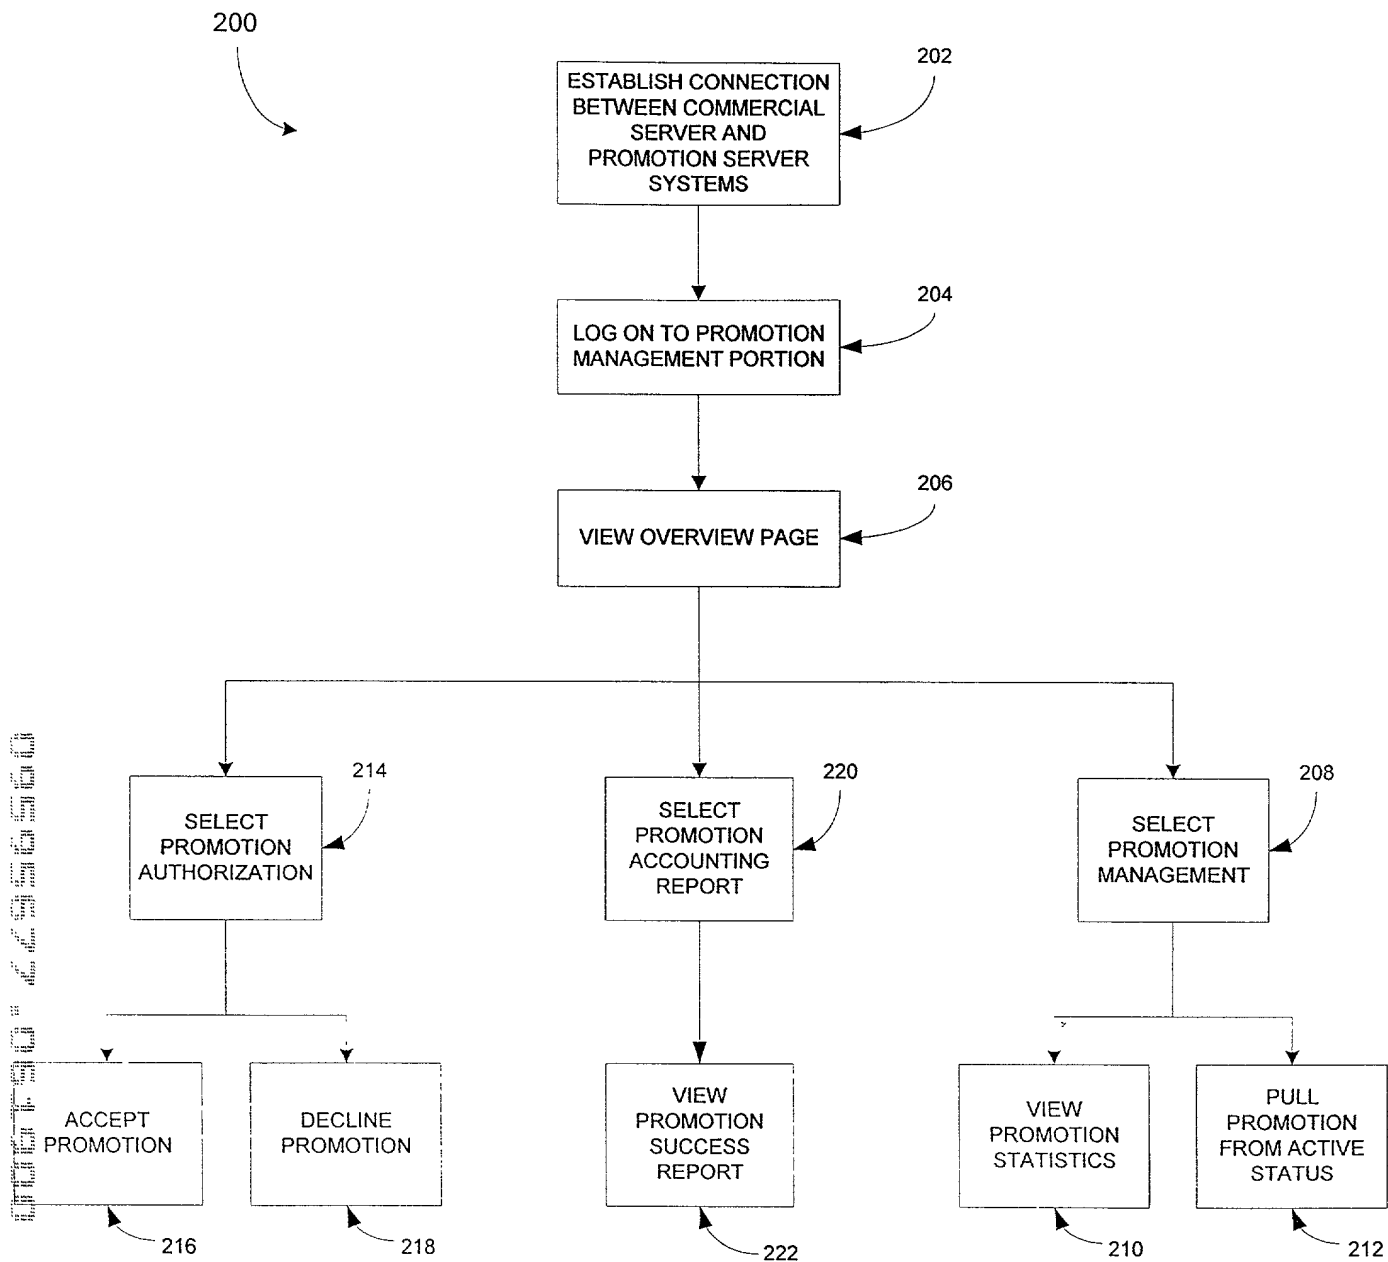 200
202
ESTABLISH CONNECTION
BETWEEN COMMERCIAL
SERVER AND
PROMOTION SERVER
SYSTEMS
204
LOG ON TO PROMOTION
MANAGEMENT PORTION
206
VIEW OVERVIEW PAGE
214
SELECT
PROMOTION
AUTHORIZATION
220
SELECT
PROMOTION
ACCOUNTING
REPORT
208
SELECT
PROMOTION
MANAGEMENT
ACCEPT
PROMOTION
216
DECLINE
PROMOTION
218
VIEW
PROMOTION
SUCCESS
REPORT
222
VIEW
PROMOTION
STATISTICS
210
PULL
PROMOTION
FROM ACTIVE
STATUS
212